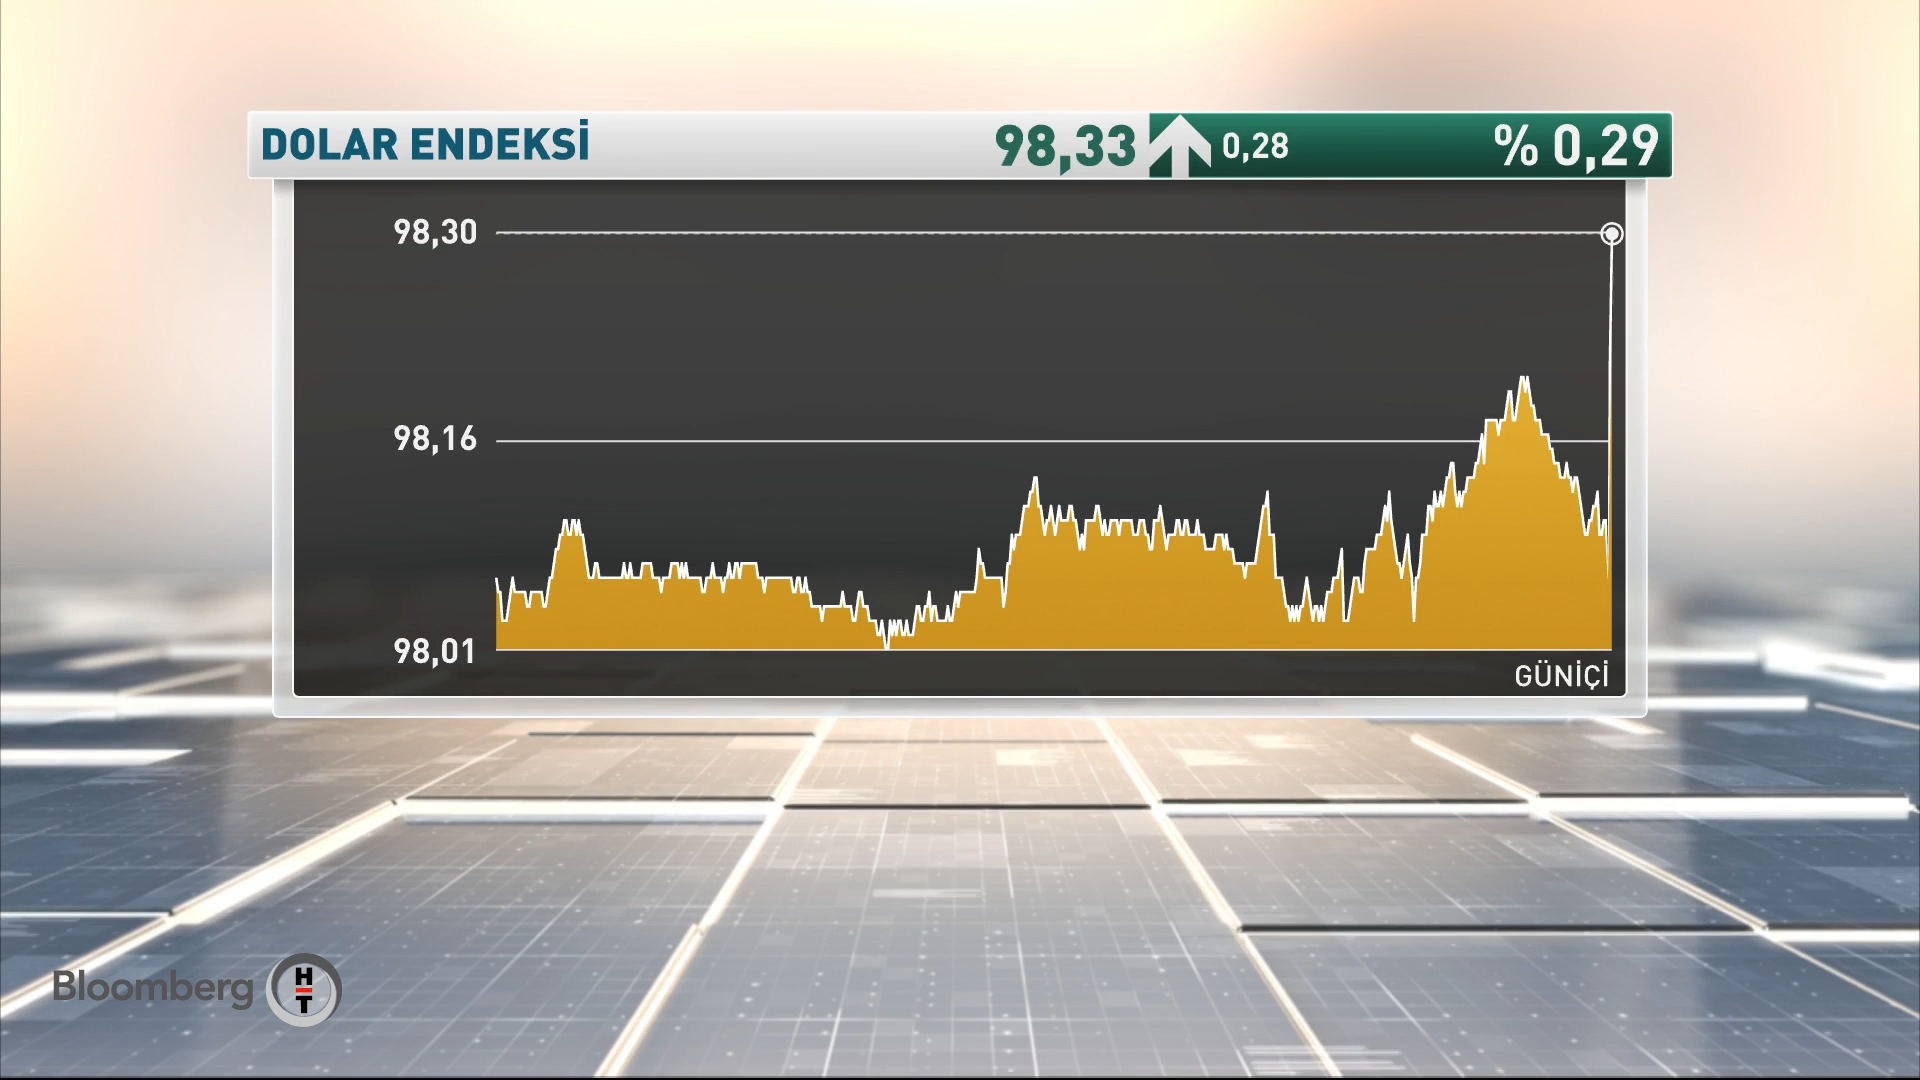 DOLAR ENDEKSİ 98,33 0,28 % 0,29
98,30
98,16
98,01
GÜNİÇİ
Bloomberg HT